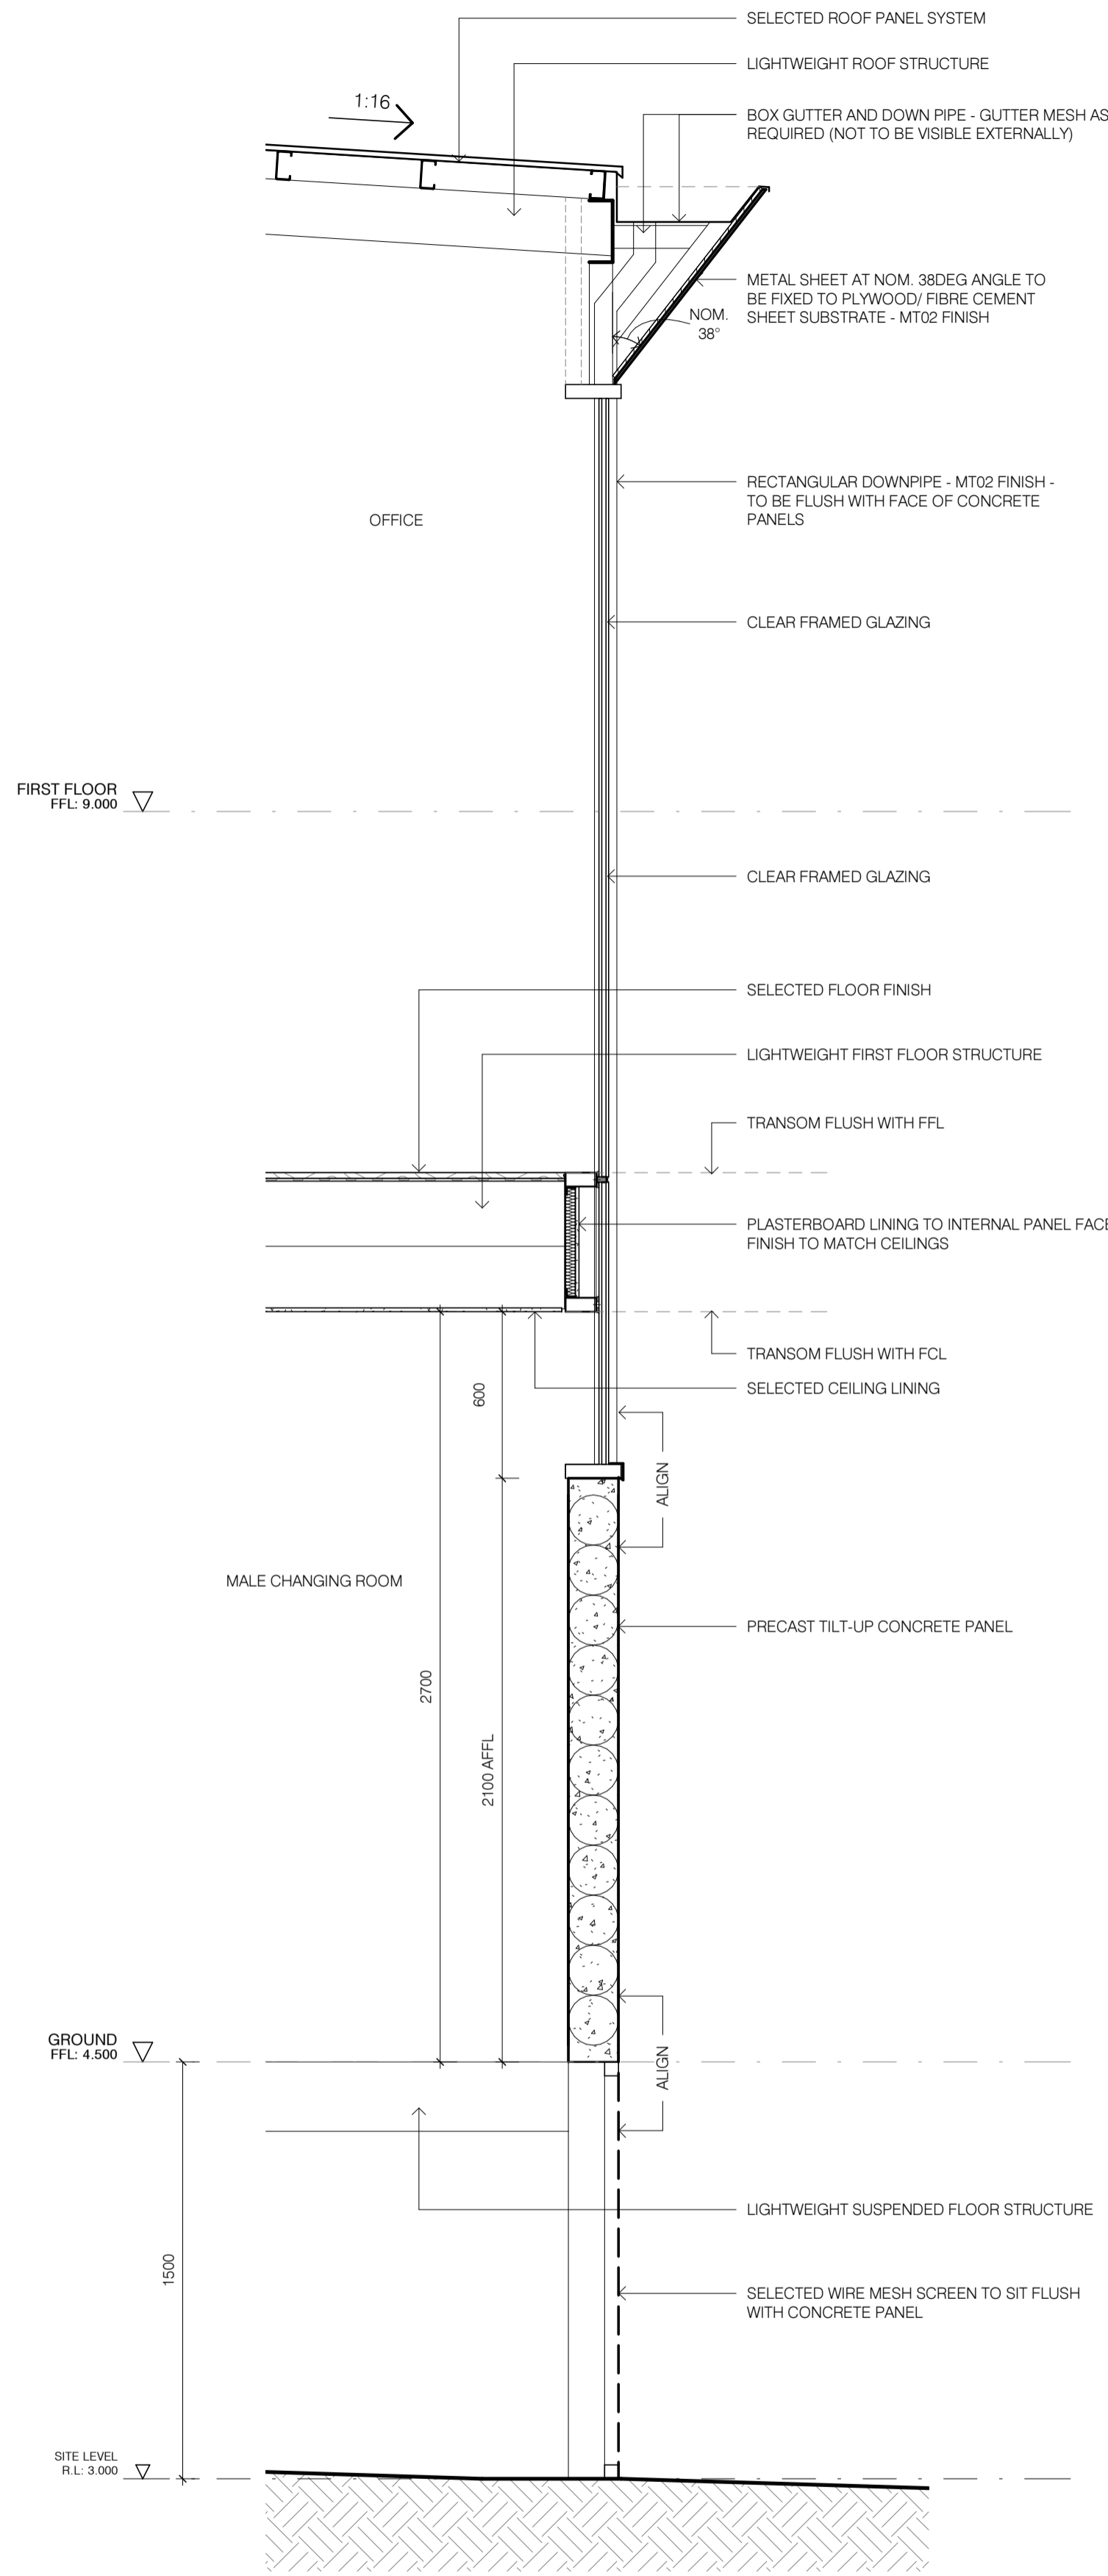 SELECTED ROOF PANEL SYSTEM
LIGHTWEIGHT ROOF STRUCTURE
1:16
BOX GUTTER AND DOWN PIPE - GUTTER MESH AS
REQUIRED (NOT TO BE VISIBLE EXTERNALLY)
METAL SHEET AT NOM. 38DEG ANGLE TO
BE FIXED TO PLYWOOD/ FIBRE CEMENT
SHEET SUBSTRATE - MT02 FINISH
NOM.
38°
RECTANGULAR DOWNPIPE - MT02 FINISH -
TO BE FLUSH WITH FACE OF CONCRETE
PANELS
OFFICE
CLEAR FRAMED GLAZING
FIRST FLOOR
FFL: 9.000
CLEAR FRAMED GLAZING
SELECTED FLOOR FINISH
LIGHTWEIGHT FIRST FLOOR STRUCTURE
TRANSOM FLUSH WITH FFL
PLASTERBOARD LINING TO INTERNAL PANEL FACE
FINISH TO MATCH CEILINGS
TRANSOM FLUSH WITH FCL
SELECTED CEILING LINING
600
ALIGN
MALE CHANGING ROOM
PRECAST TILT-UP CONCRETE PANEL
2700
2100 AFFL
GROUND
FFL: 4.500
ALIGN
LIGHTWEIGHT SUSPENDED FLOOR STRUCTURE
1500
SELECTED WIRE MESH SCREEN TO SIT FLUSH
WITH CONCRETE PANEL
SITE LEVEL
R.L: 3.000